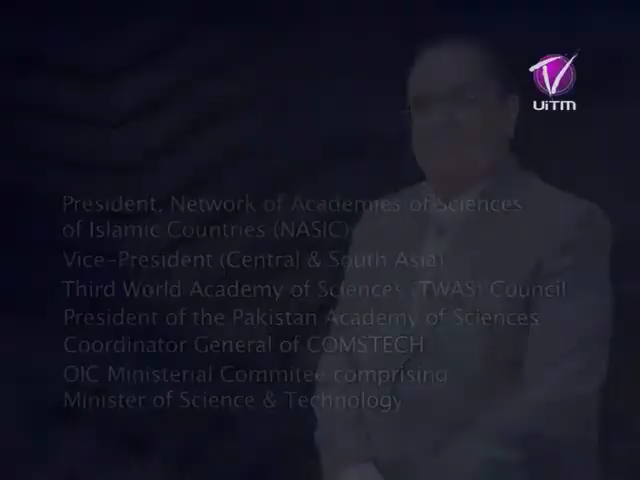 UiTM
President, Network of Academies of Sciences
of Islamic Countries (NASIC)
Vice-President (Central & South Asia)
Third World Academy of Sciences (TWAS) Council
President of the Pakistan Academy of Sciences
Coordinator General of COMSTECH
OIC Ministerial Commitee comprising
Minister of Science & Technology